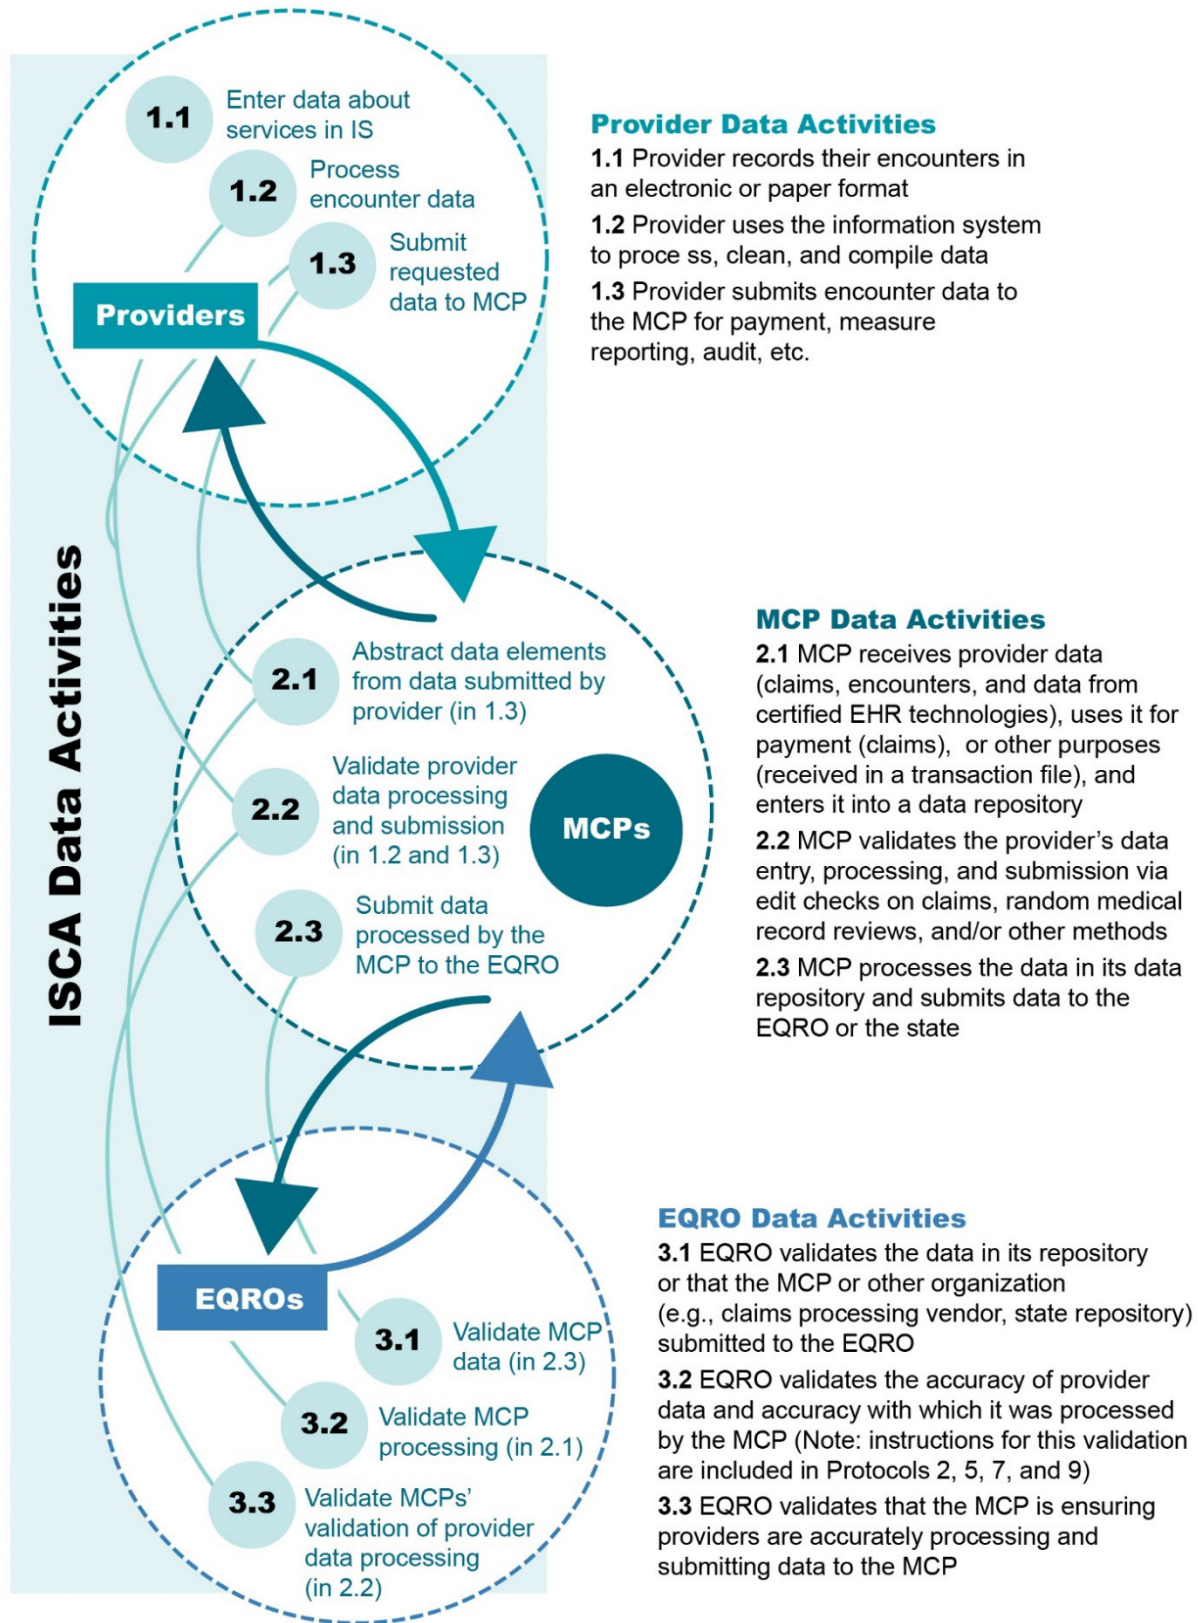 ISCA Data Activities
1.1
Enter data about
services in IS
1.2
Process
encounter data
1.3
Submit
requested
data to MCP
Providers
Provider Data Activities
1.1 Provider records their encounters in
an electronic or paper format
1.2 Provider uses the information system
to proce ss, clean, and compile data
1.3 Provider submits encounter data to
the MCP for payment, measure
reporting, audit, etc.
2.1
Abstract data elements
from data submitted by
provider (in 1.3)
2.2
Validate provider
data processing
and submission
(in 1.2 and 1.3)
2.3
Submit data
processed by the
MCP to the EQRO
MCPs
MCP Data Activities
2.1 MCP receives provider data
(claims, encounters, and data from
certified EHR technologies), uses it for
payment (claims),  or other purposes
(received in a transaction file), and
enters it into a data repository
2.2 MCP validates the provider’s data
entry, processing, and submission via
edit checks on claims, random medical
record reviews, and/or other methods
2.3 MCP processes the data in its data
repository and submits data to the
EQRO or the state
EQROs
3.1
Validate MCP
data (in 2.3)
3.2
Validate MCP
processing (in 2.1)
3.3
Validate MCPs’
validation of provider
data processing
(in 2.2)
EQRO Data Activities
3.1 EQRO validates the data in its repository
or that the MCP or other organization
(e.g., claims processing vendor, state repository)
submitted to the EQRO
3.2 EQRO validates the accuracy of provider
data and accuracy with which it was processed
by the MCP (Note: instructions for this validation
are included in Protocols 2, 5, 7, and 9)
3.3 EQRO validates that the MCP is ensuring
providers are accurately processing and
submitting data to the MCP